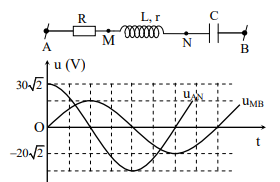 R L, r C
A M N B
u (V)
30√2
u_AN
u_MB
O
t
−20√2